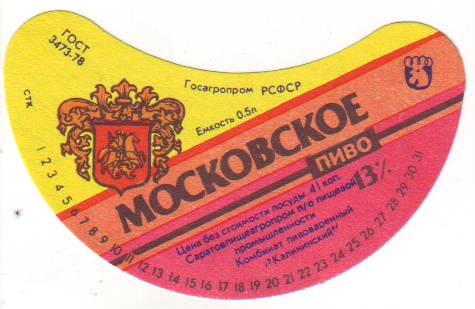 ГОСТ
3473-78
Госагропром РСФСР
Емкость 0.5л
стк
МОСКОВСКОЕ
ПИВО
13%
Цена без стоимости посуды 41 коп.
Саратовпищеагропром п/о пищевой
промышленности
Комбинат пивоваренный
"Калининский"
1 2 3 4 5 6 7 8 9 10 11 12 13 14 15 16 17 18 19 20 21 22 23 24 25 26 27 28 29 30 31